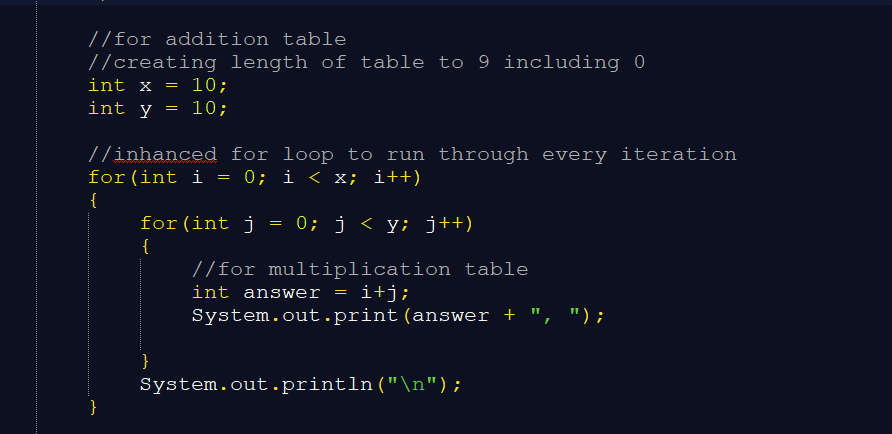 //for addition table
//creating length of table to 9 including 0
int x = 10;
int y = 10;
//inhanced for loop to run through every iteration
for(int i = 0; i < x; i++)
{
for(int j = 0; j < y; j++)
{
//for multiplication table
int answer = i+j;
System.out.print(answer + ", ");
}
System.out.println("\n");
}